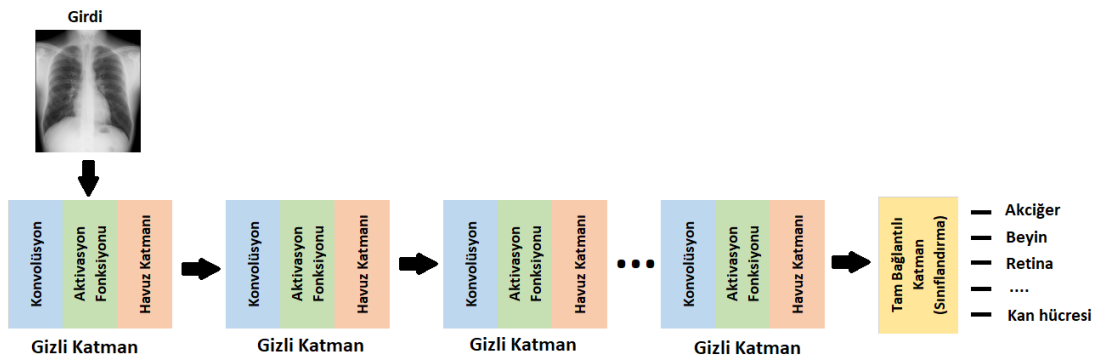 Girdi
Konvolüsyon
Aktivasyon
Fonksiyonu
Havuz Katmanı
Gizli Katman
Konvolüsyon
Aktivasyon
Fonksiyonu
Havuz Katmanı
Gizli Katman
Konvolüsyon
Aktivasyon
Fonksiyonu
Havuz Katmanı
Gizli Katman
...
Konvolüsyon
Aktivasyon
Fonksiyonu
Havuz Katmanı
Gizli Katman
Tam Bağlantılı
Katman
(Sınıflandırma)
Akciğer
Beyin
Retina
....
Kan hücresi